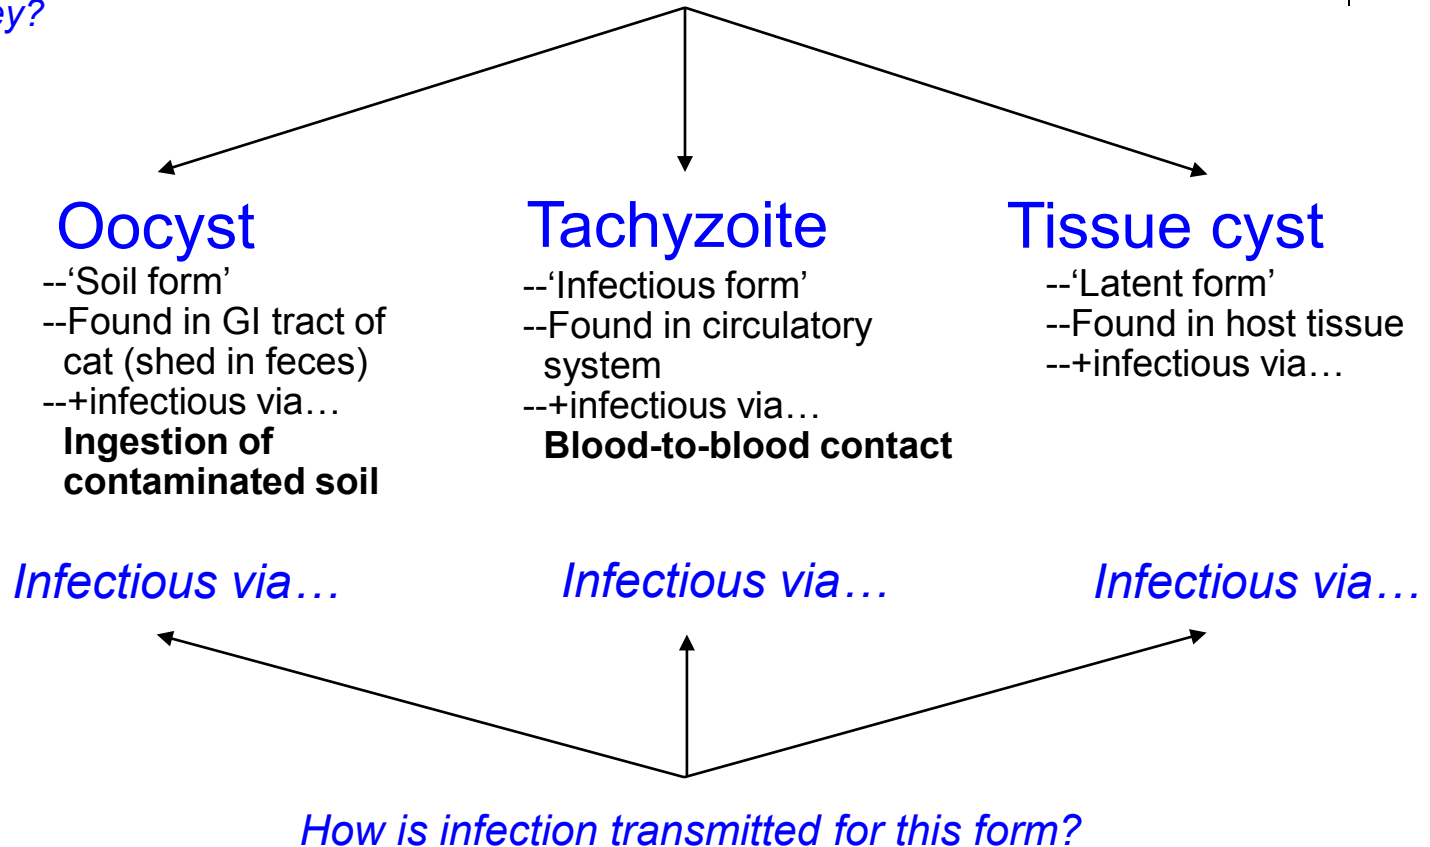 ey?
Oocyst
--‘Soil form’
--Found in GI tract of
cat (shed in feces)
--+infectious via…
Ingestion of
contaminated soil
Tachyzoite
--‘Infectious form’
--Found in circulatory
system
--+infectious via…
Blood-to-blood contact
Tissue cyst
--‘Latent form’
--Found in host tissue
--+infectious via…
Infectious via…
Infectious via…
Infectious via…
How is infection transmitted for this form?